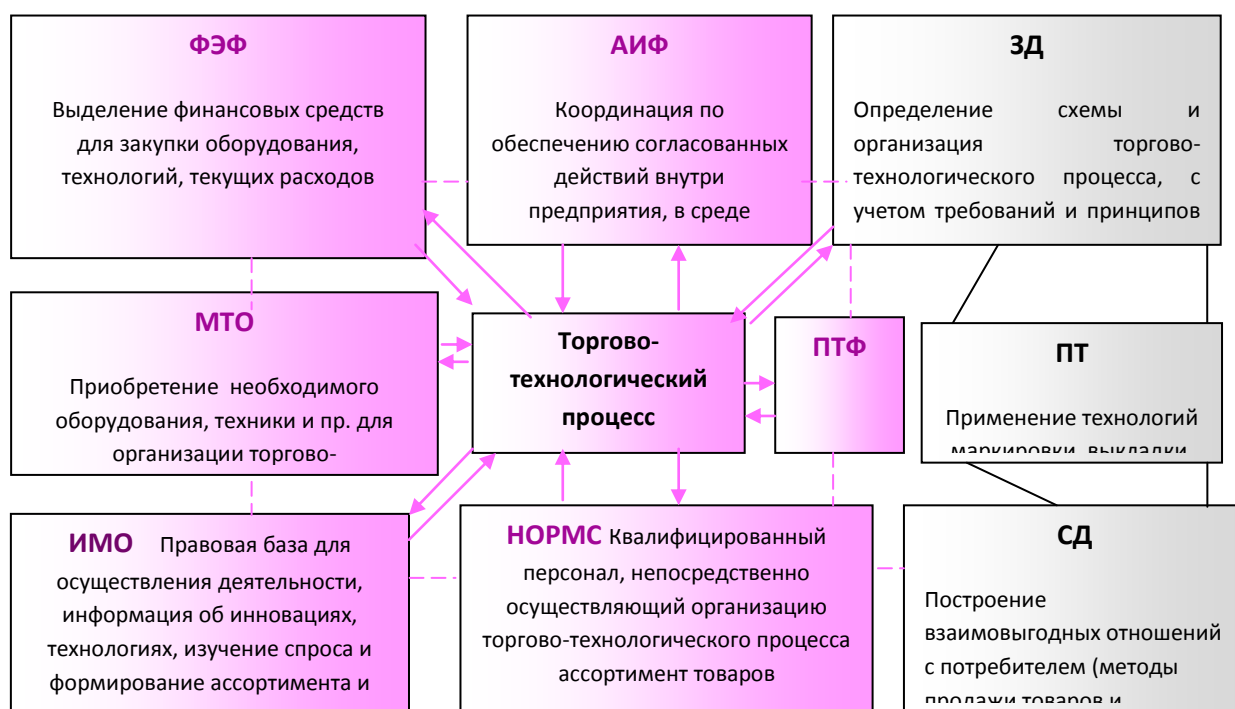 ФЭФ
Выделение финансовых средств
для закупки оборудования,
технологий, текущих расходов
АИФ
Координация по
обеспечению согласованных
действий внутри
предприятия, в среде
ЗД
Определение схемы и
организация торгово-
технологического процесса, с
учетом требований и принципов
МТО
Приобретение необходимого
оборудования, техники и пр. для
организации торгово-
Торгово-
технологический
процесс
ПТФ
ПТ
Применение технологий
маркировки, выкладки
ИМО Правовая база для
осуществления деятельности,
информация об инновациях,
технологиях, изучение спроса и
формирование ассортимента и
НОРМС Квалифицированный
персонал, непосредственно
осуществляющий организацию
торгово-технологического процесса
ассортимент товаров
СД
Построение
взаимовыгодных отношений
с потребителем (методы
продажи товаров и